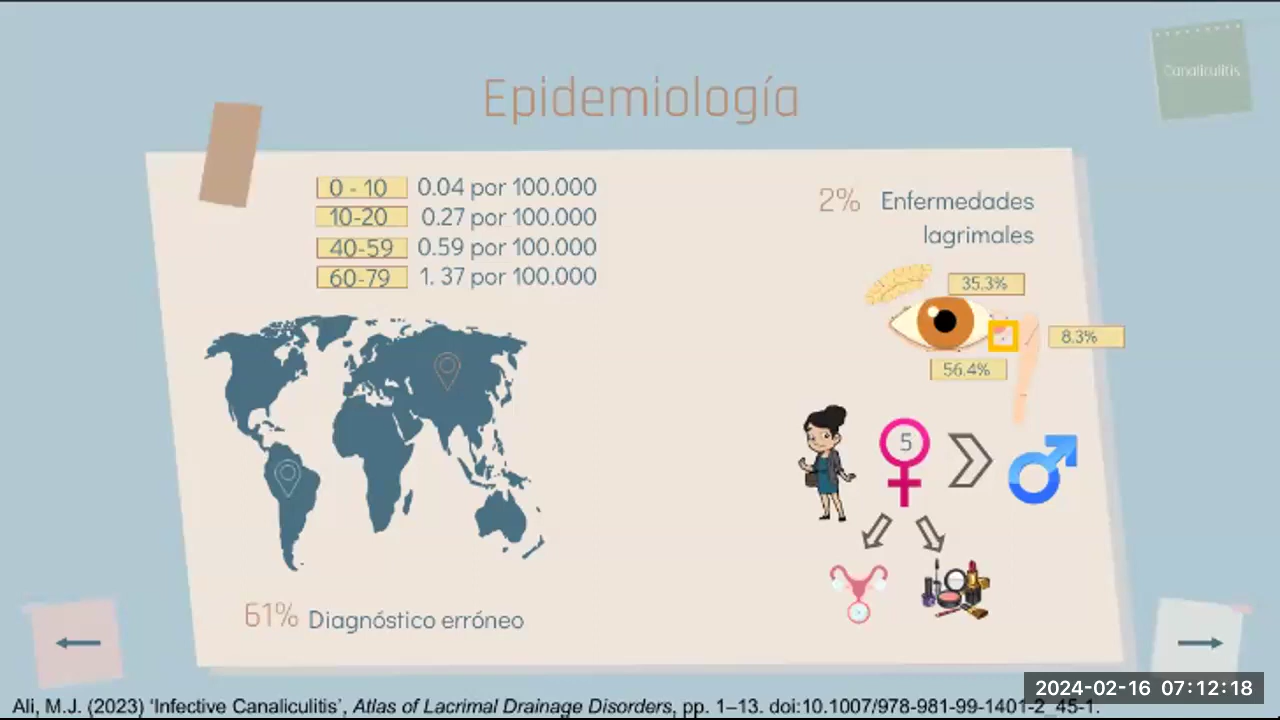 Canaliculitis
Epidemiología
0 - 10 0.04 por 100.000
10-20 0.27 por 100.000
40-59 0.59 por 100.000
60-79 1. 37 por 100.000
2% Enfermedades
lagrimales
35.3%
8.3%
56.4%
5
61% Diagnóstico erróneo
2024-02-16 07:12:18
Ali, M.J. (2023) ‘Infective Canaliculitis’, Atlas of Lacrimal Drainage Disorders, pp. 1–13. doi:10.1007/978-981-99-1401-2_45-1.